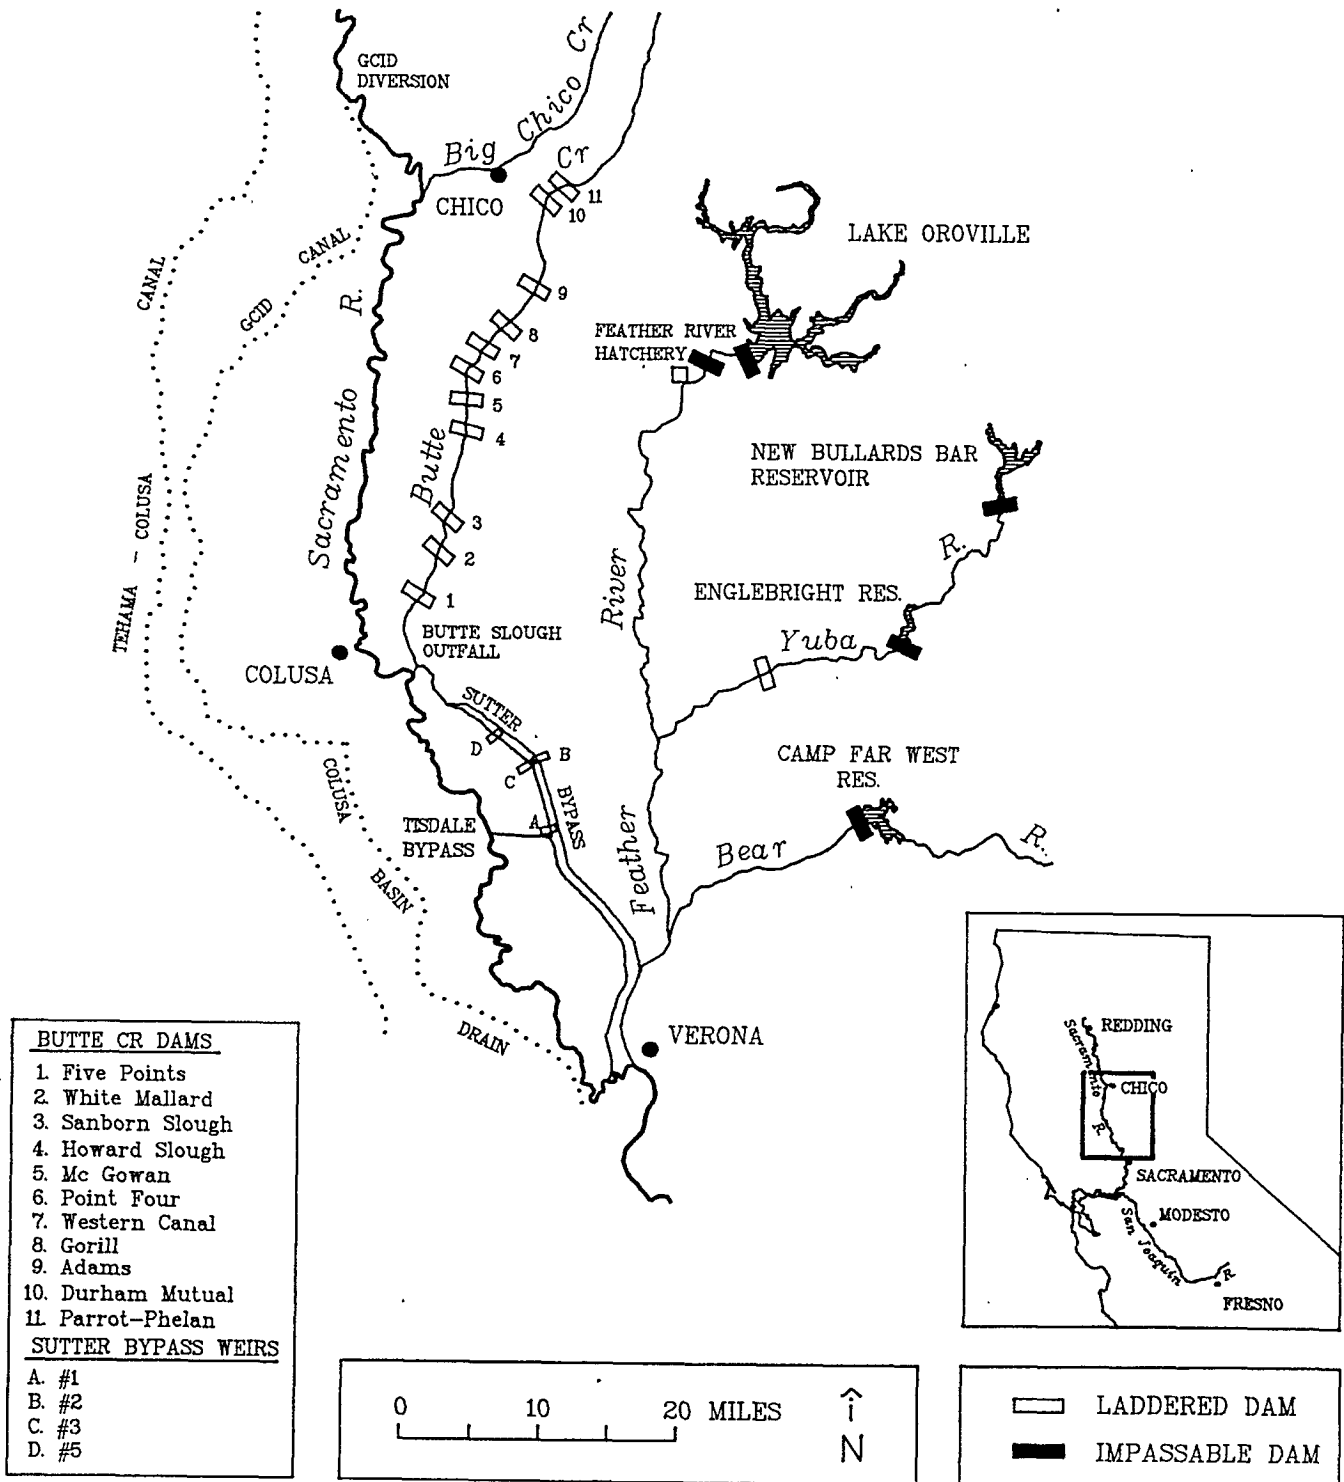 GCID
DIVERSION
Big Chico Cr
CHICO
Cr
11
10
9
8
7
6
5
4
3
2
1
Butte
CANAL
GCID
CANAL
R.
Sacramento
TEHAMA - COLUSA
LAKE OROVILLE
FEATHER RIVER
HATCHERY
NEW BULLARDS BAR
RESERVOIR
R.
ENGLEBRIGHT RES.
Yuba
River
Feather
BUTTE SLOUGH
OUTFALL
COLUSA
SUTTER
BYPASS
D
B
C
A
TISDALE
BYPASS
COLUSA
BASIN
DRAIN
CAMP FAR WEST
RES.
Bear
R.
VERONA
BUTTE CR DAMS
1. Five Points
2. White Mallard
3. Sanborn Slough
4. Howard Slough
5. Mc Gowan
6. Point Four
7. Western Canal
8. Gorill
9. Adams
10. Durham Mutual
11. Parrot-Phelan
SUTTER BYPASS WEIRS
A. #1
B. #2
C. #3
D. #5
0 10 20 MILES
N
REDDING
Sacramento
CHICO
R
SACRAMENTO
MODESTO
San Joaquin
R
FRESNO
LADDERED DAM
IMPASSABLE DAM